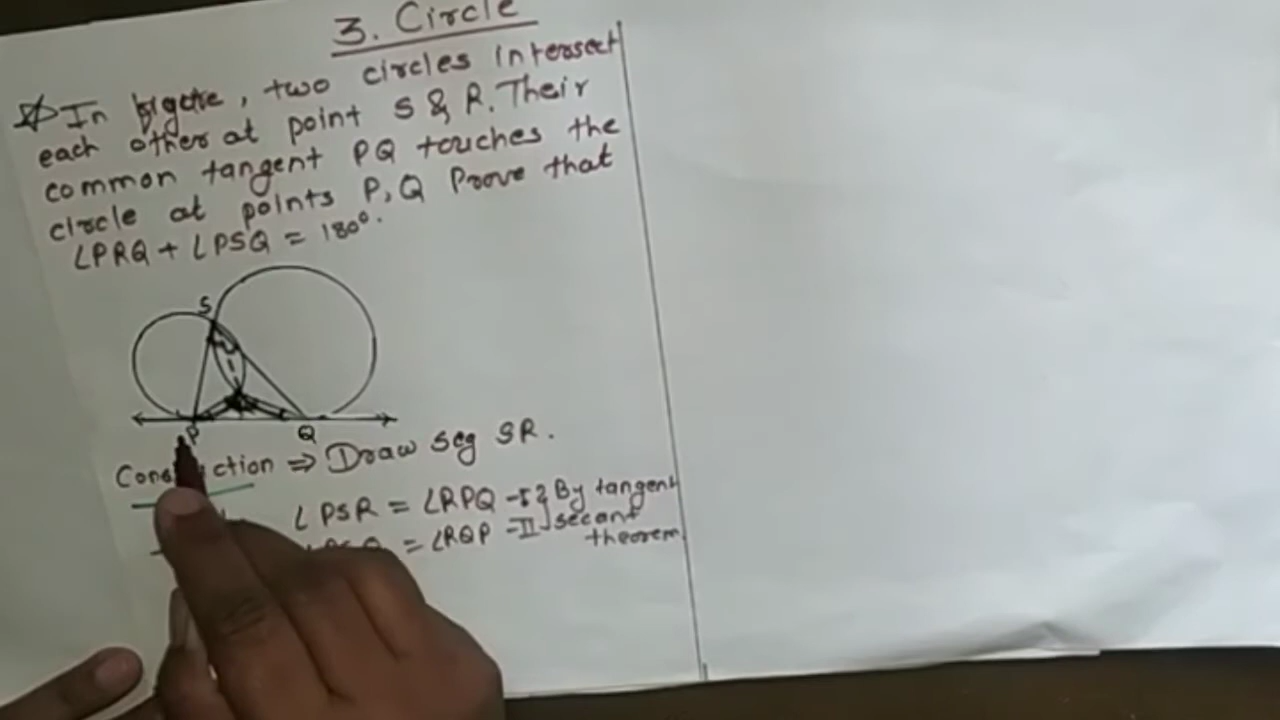 3. Circle
In figure, two circles intersect
each other at point S & R. Their
common tangent PQ touches the
circle at points P, Q Prove that
∠PRQ + ∠PSQ = 180°.
S
P Q
Construction ⇒ Draw seg SR.
∠PSR = ∠RPQ - I } By tangent
= ∠RQP - II secant
theorem